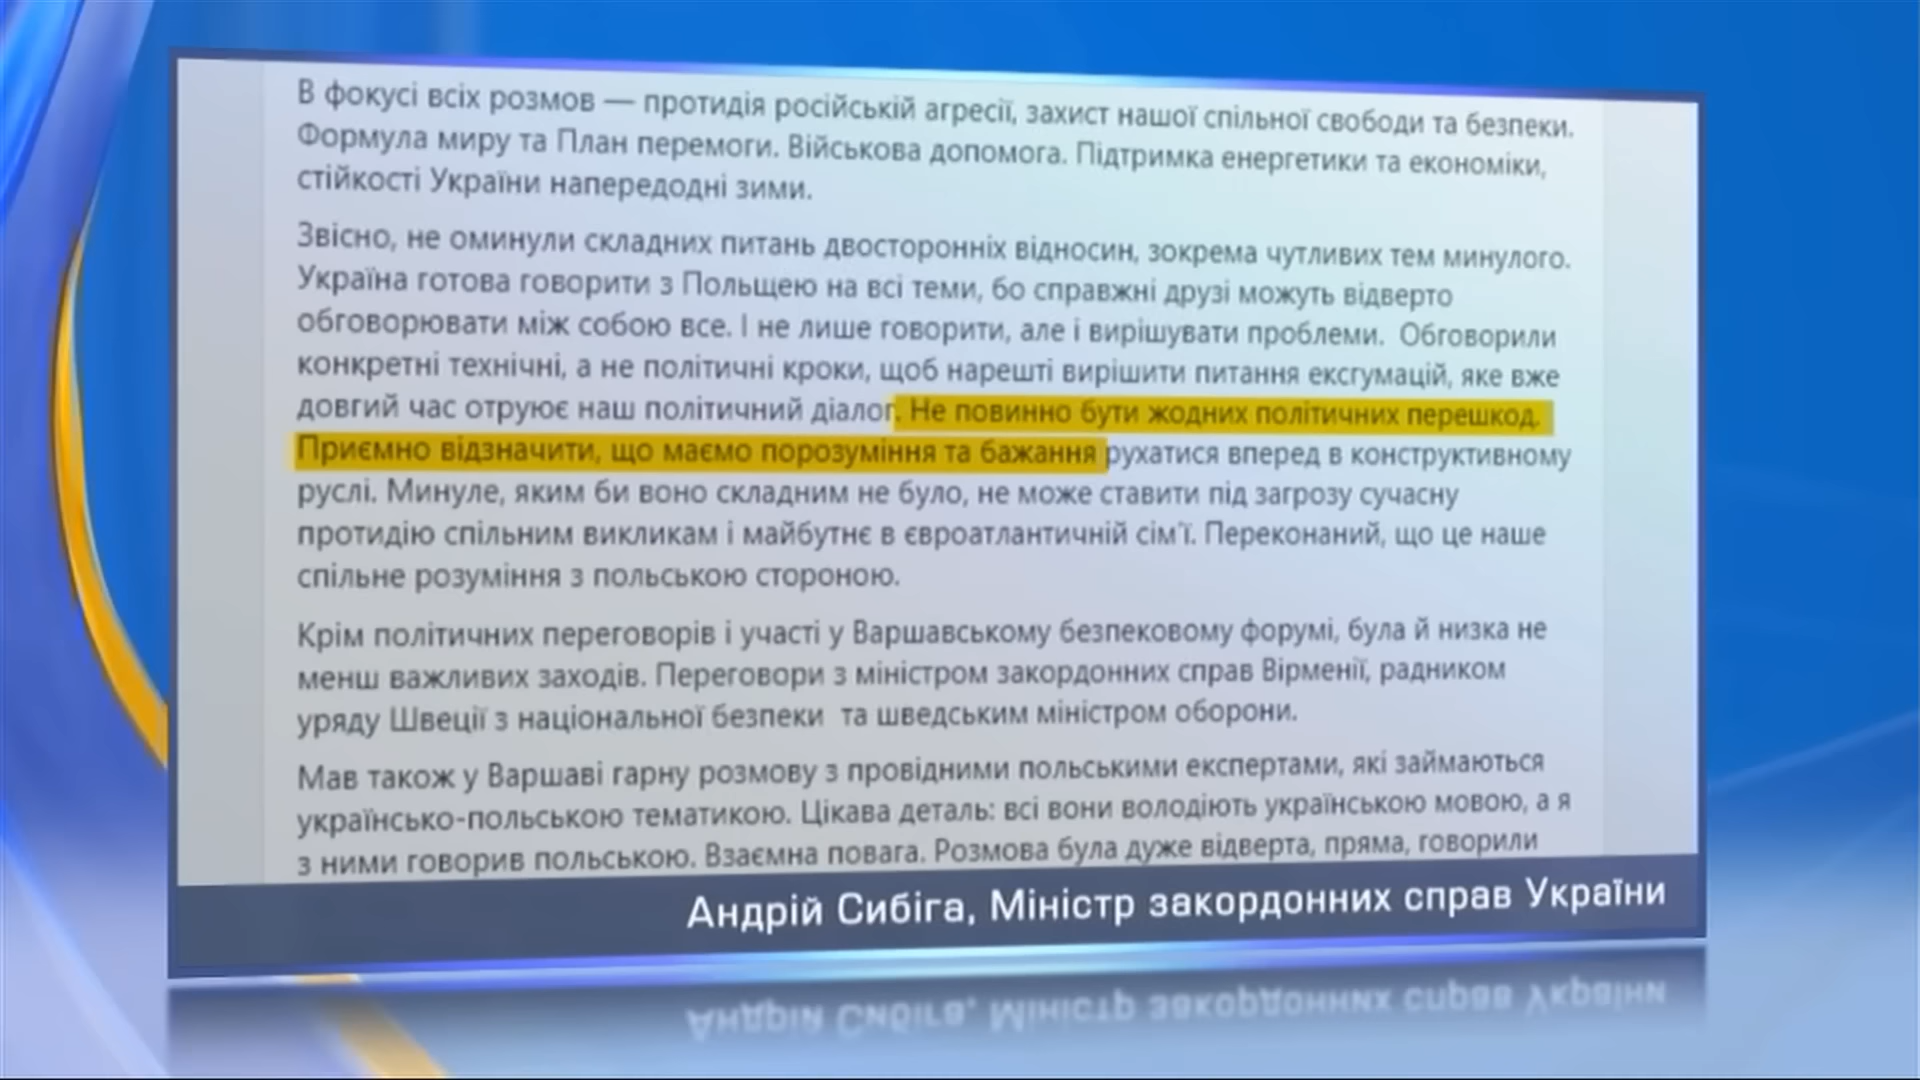 В фокусі всіх розмов — протидія російській агресії, захист нашої спільної свободи та безпеки.
Формула миру та План перемоги. Військова допомога. Підтримка енергетики та економіки,
стійкості України напередодні зими.
Звісно, не оминули складних питань двосторонніх відносин, зокрема чутливих тем минулого.
Україна готова говорити з Польщею на всі теми, бо справжні друзі можуть відверто
обговорювати між собою все. І не лише говорити, але і вирішувати проблеми. Обговорили
конкретні технічні, а не політичні кроки, щоб нарешті вирішити питання ексгумацій, яке вже
довгий час отруює наш політичний діалог. Не повинно бути жодних політичних перешкод.
Приємно відзначити, що маємо порозуміння та бажання рухатися вперед в конструктивному
руслі. Минуле, яким би воно складним не було, не може ставити під загрозу сучасну
протидію спільним викликам і майбутнє в євроатлантичній сім'ї. Переконаний, що це наше
спільне розуміння з польською стороною.
Крім політичних переговорів і участі у Варшавському безпековому форумі, була й низка не
менш важливих заходів. Переговори з міністром закордонних справ Вірменії, радником
уряду Швеції з національної безпеки та шведським міністром оборони.
Мав також у Варшаві гарну розмову з провідними польськими експертами, які займаються
українсько-польською тематикою. Цікава деталь: всі вони володіють українською мовою, а я
з ними говорив польською. Взаємна повага. Розмова була дуже відверта, пряма, говорили
Андрій Сибіга, Міністр закордонних справ України